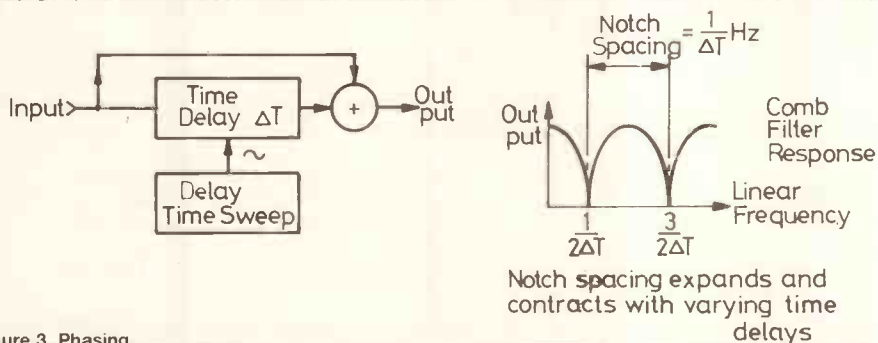 Input
Time
Delay ΔT
+
Out
put
~
Delay
Time Sweep
Notch
Spacing = 1/ΔT Hz
Out
put
Comb
Filter
Response
Linear
Frequency
1/2ΔT
3/2ΔT
Notch spacing expands and
contracts with varying time
delays
ure 3. Phasing